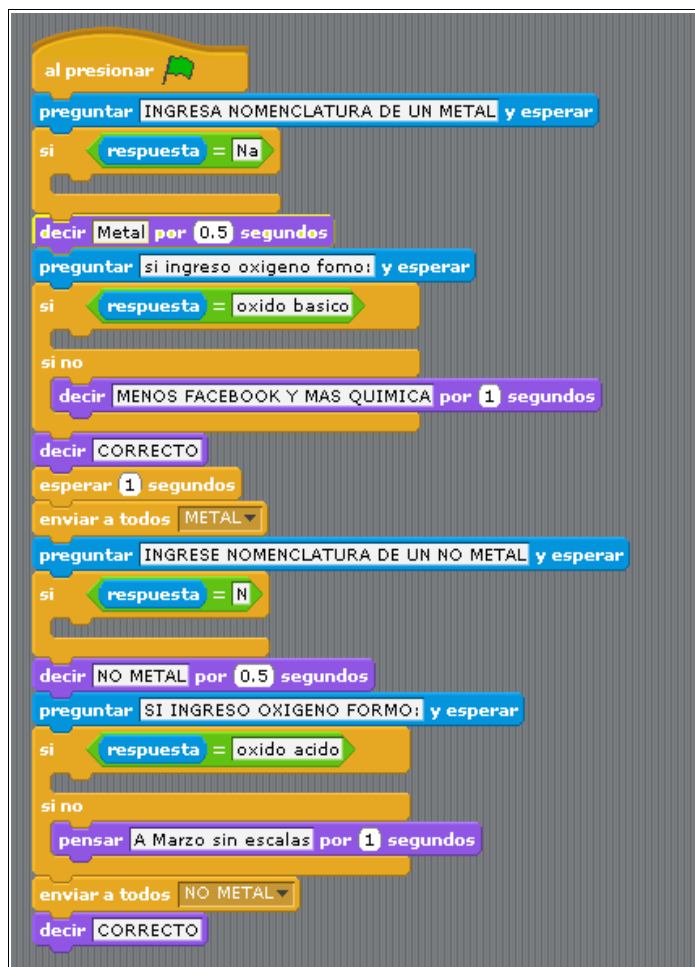 al presionar
preguntar INGRESA NOMENCLATURA DE UN METAL y esperar
si respuesta = Na
decir Metal por 0.5 segundos
preguntar si ingreso oxigeno fomo: y esperar
si respuesta = oxido basico
si no
decir MENOS FACEBOOK Y MAS QUIMICA por 1 segundos
decir CORRECTO
esperar 1 segundos
enviar a todos METAL
preguntar INGRESE NOMENCLATURA DE UN NO METAL y esperar
si respuesta = N
decir NO METAL por 0.5 segundos
preguntar SI INGRESO OXIGENO FORMO: y esperar
si respuesta = oxido acido
si no
pensar A Marzo sin escalas por 1 segundos
enviar a todos NO METAL
decir CORRECTO